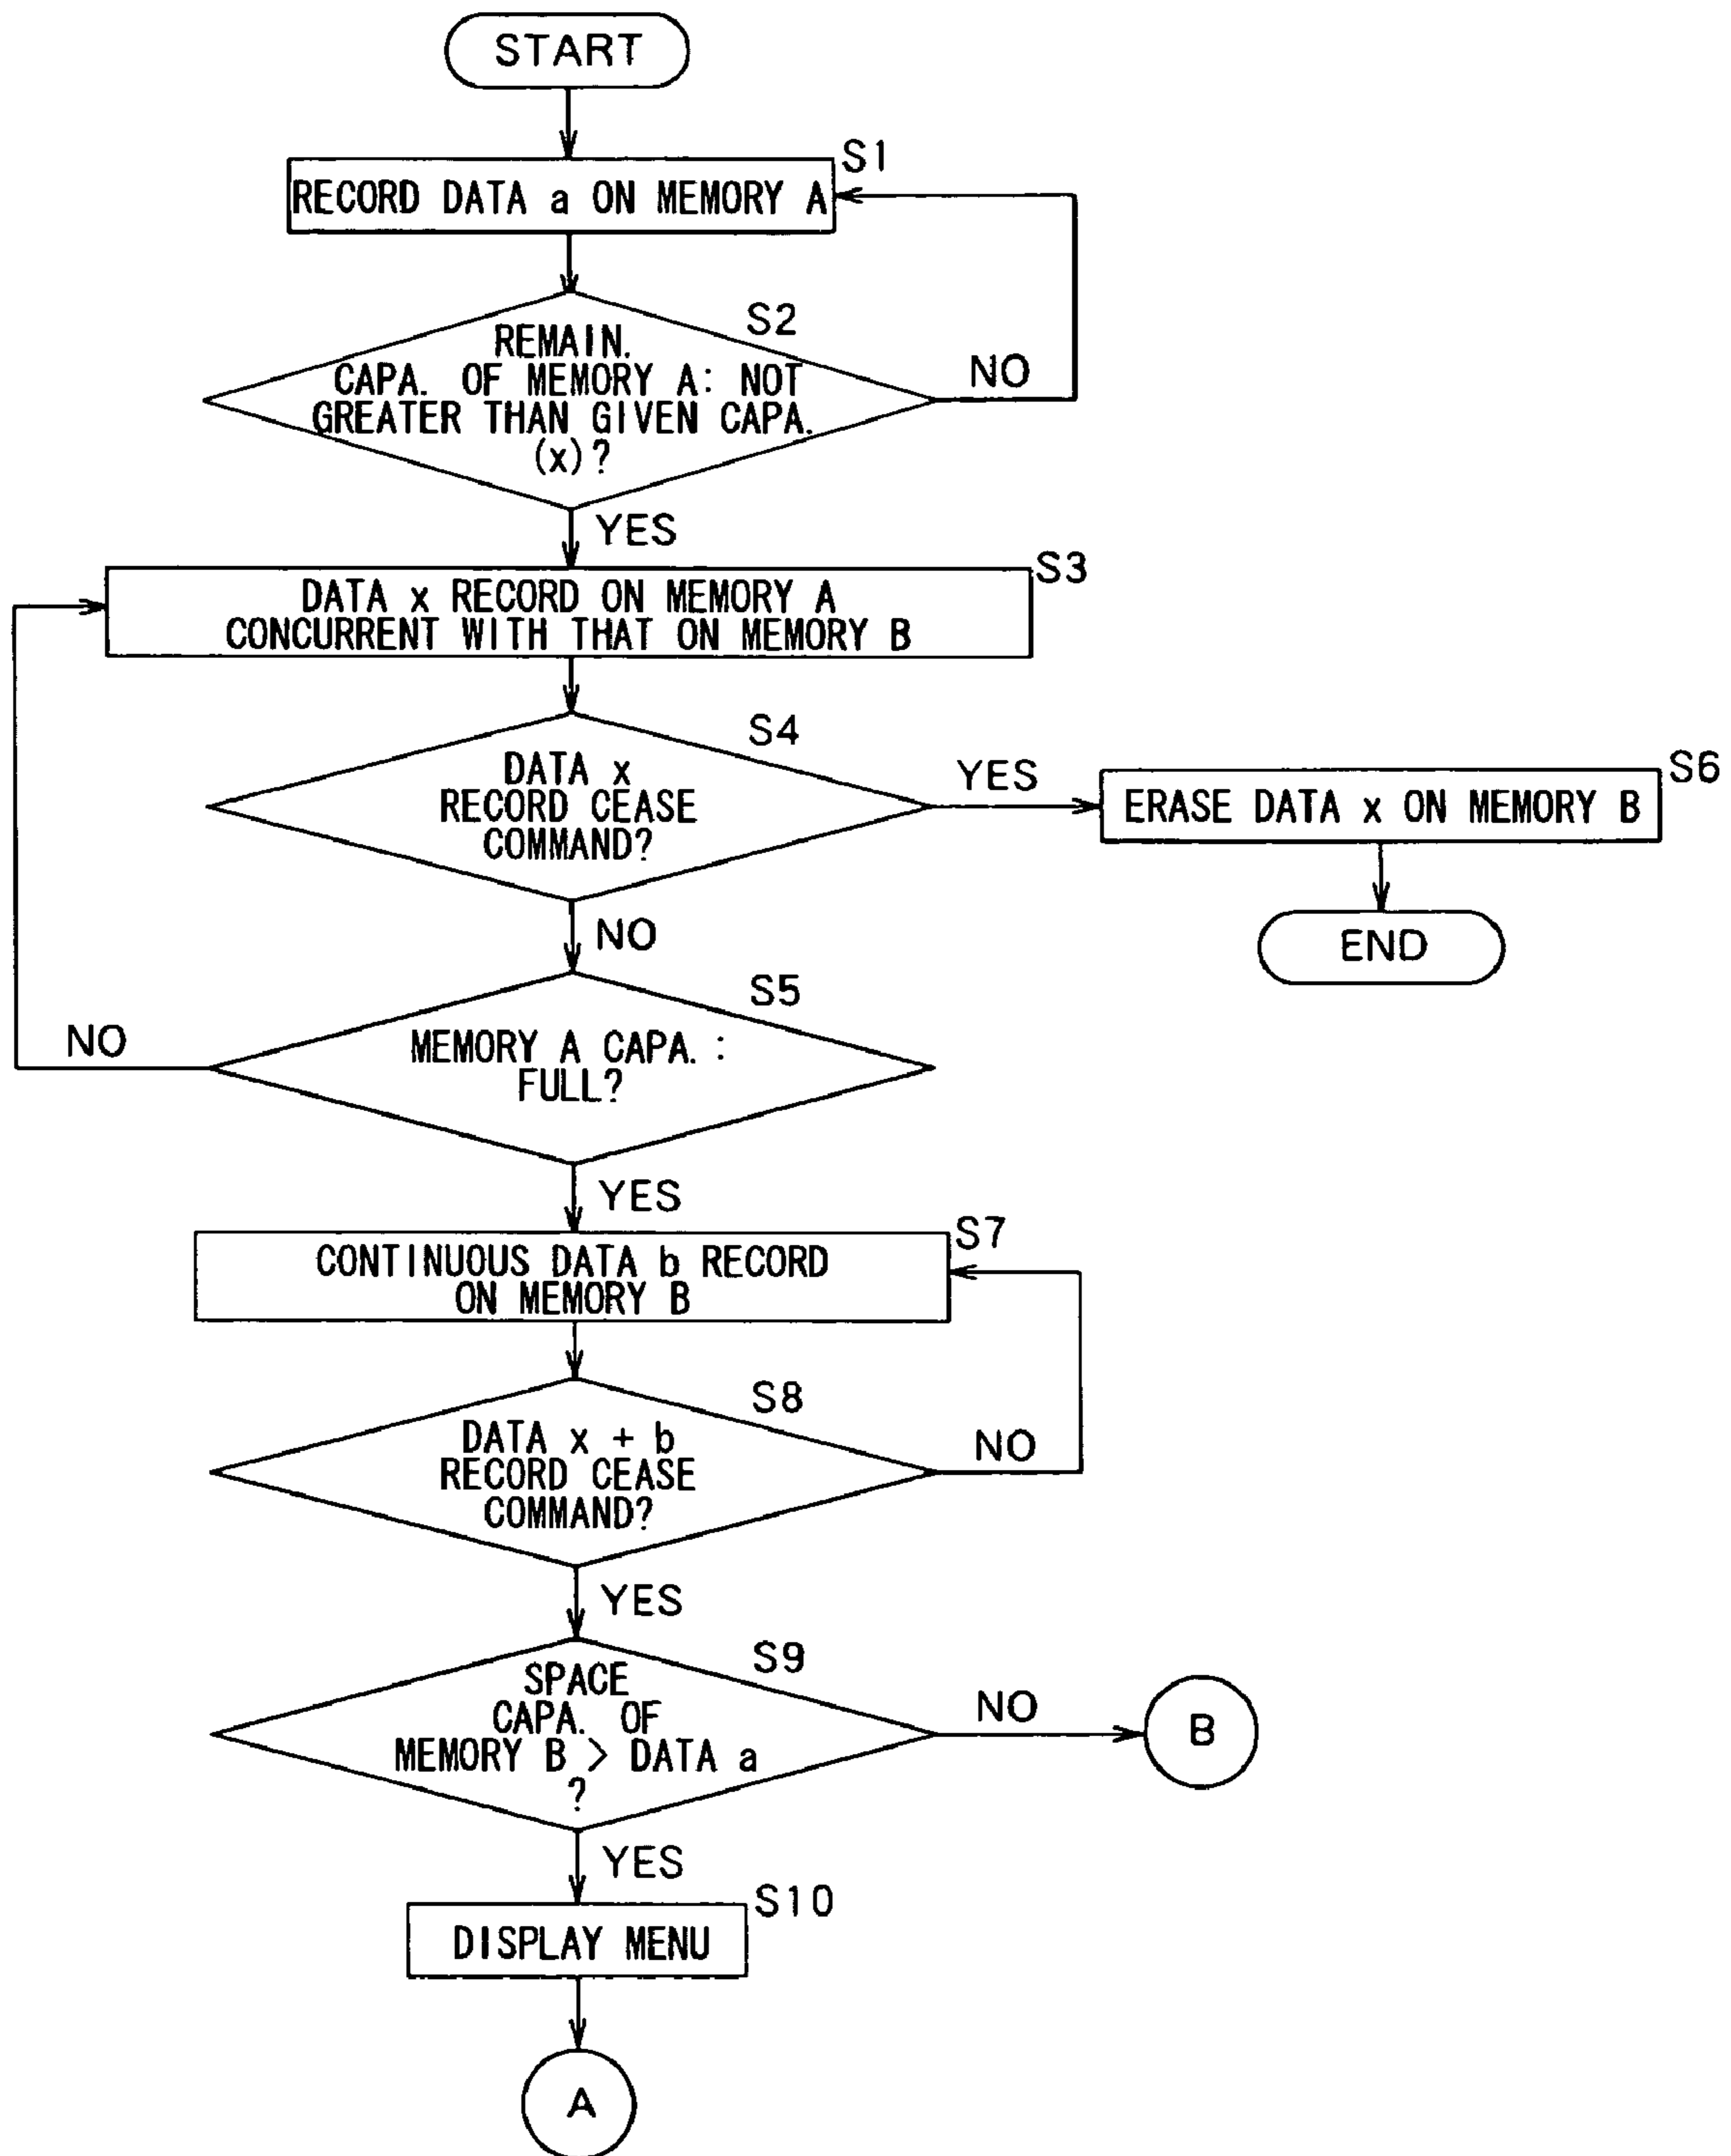 START
S1
RECORD DATA a ON MEMORY A
S2
REMAIN.
CAPA. OF MEMORY A: NOT
GREATER THAN GIVEN CAPA.
(x)?
NO
YES
S3
DATA x RECORD ON MEMORY A
CONCURRENT WITH THAT ON MEMORY B
S4
DATA x
RECORD CEASE
COMMAND?
YES
S6
ERASE DATA x ON MEMORY B
END
NO
S5
MEMORY A CAPA. :
FULL?
NO
YES
S7
CONTINUOUS DATA b RECORD
ON MEMORY B
S8
DATA x + b
RECORD CEASE
COMMAND?
NO
YES
S9
SPACE
CAPA. OF
MEMORY B > DATA a
?
NO
B
YES
S10
DISPLAY MENU
A